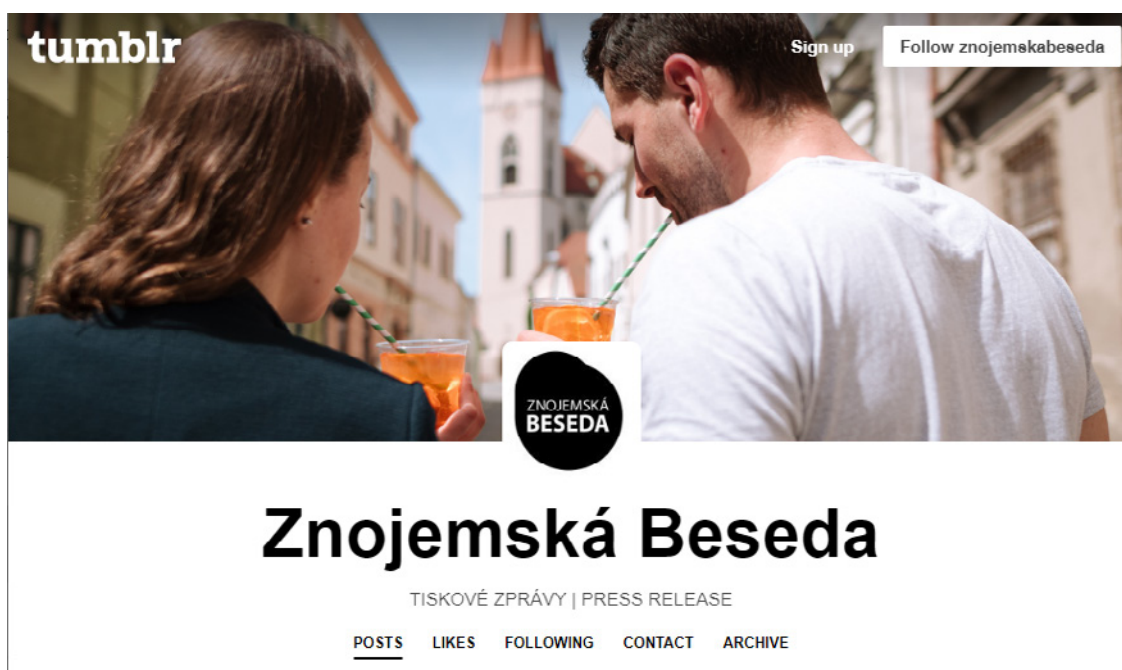 tumblr
Sign up
Follow znojemskabeseda
ZNOJEMSKÁ
BESEDA
Znojemská Beseda
TISKOVÉ ZPRÁVY | PRESS RELEASE
POSTS LIKES FOLLOWING CONTACT ARCHIVE